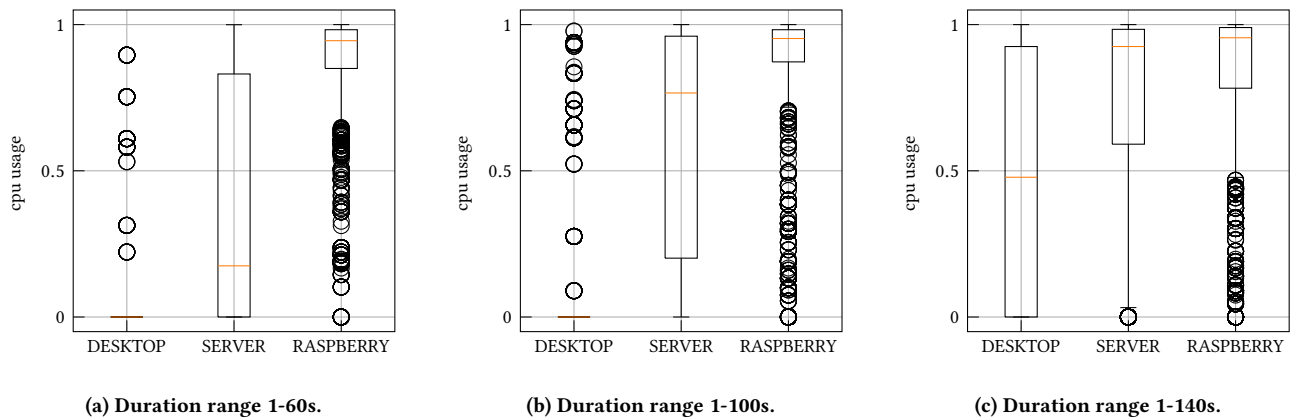 1
0.5
0
cpu usage
DESKTOP SERVER RASPBERRY
(a) Duration range 1-60s.
1
0.5
0
cpu usage
DESKTOP SERVER RASPBERRY
(b) Duration range 1-100s.
1
0.5
0
cpu usage
DESKTOP SERVER RASPBERRY
(c) Duration range 1-140s.